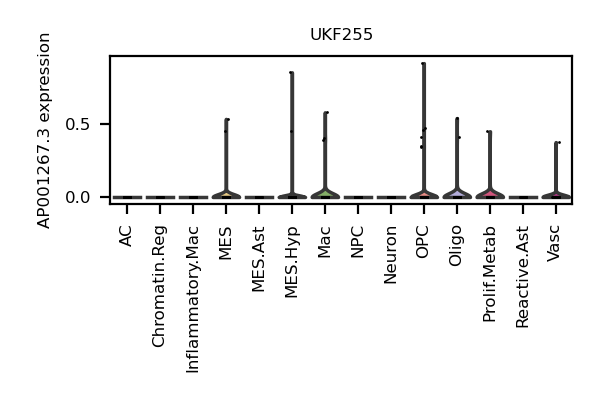 UKF255
AP001267.3 expression
0.5
0.0
AC
Chromatin.Reg
Inflammatory.Mac
MES
MES.Ast
MES.Hyp
Mac
NPC
Neuron
OPC
Oligo
Prolif.Metab
Reactive.Ast
Vasc